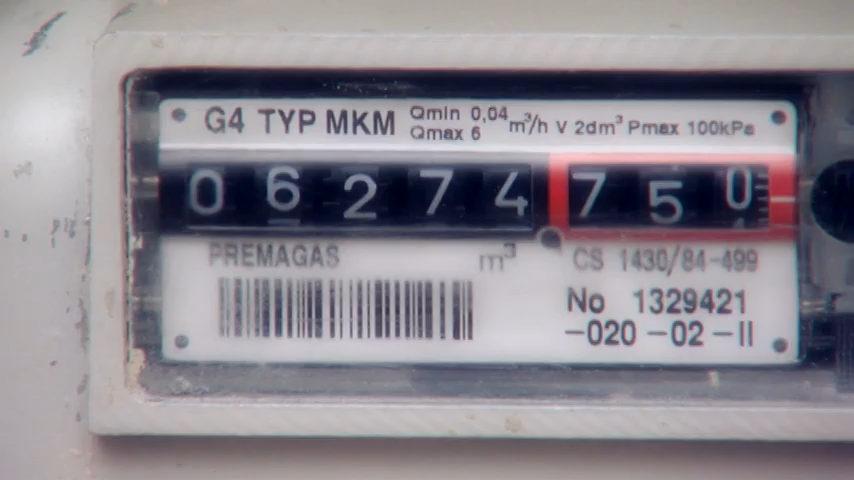 G4 TYP MKM Qmin 0,04 m³/h V 2dm³ Pmax 100kPa
Qmax 6
06274 750
PREMAGAS m³ CS 1430/84-499
No 1329421
-020 -02 -II